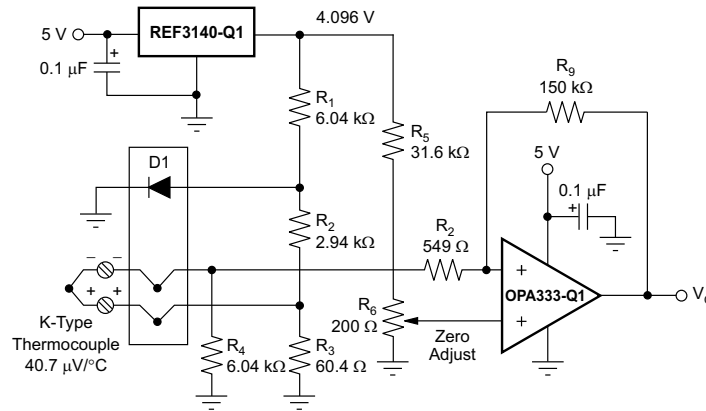 REF3140-Q1
5 V
4.096 V
+
0.1 μF
R1
6.04 kΩ
R9
150 kΩ
R5
31.6 kΩ
D1
5 V
0.1 μF
+
R2
2.94 kΩ
R2
549 Ω
− −
+ +
+
OPA333-Q1
+
VO
K-Type
Thermocouple
40.7 μV/°C
R6
200 Ω
Zero
Adjust
R4
6.04 kΩ
R3
60.4 Ω